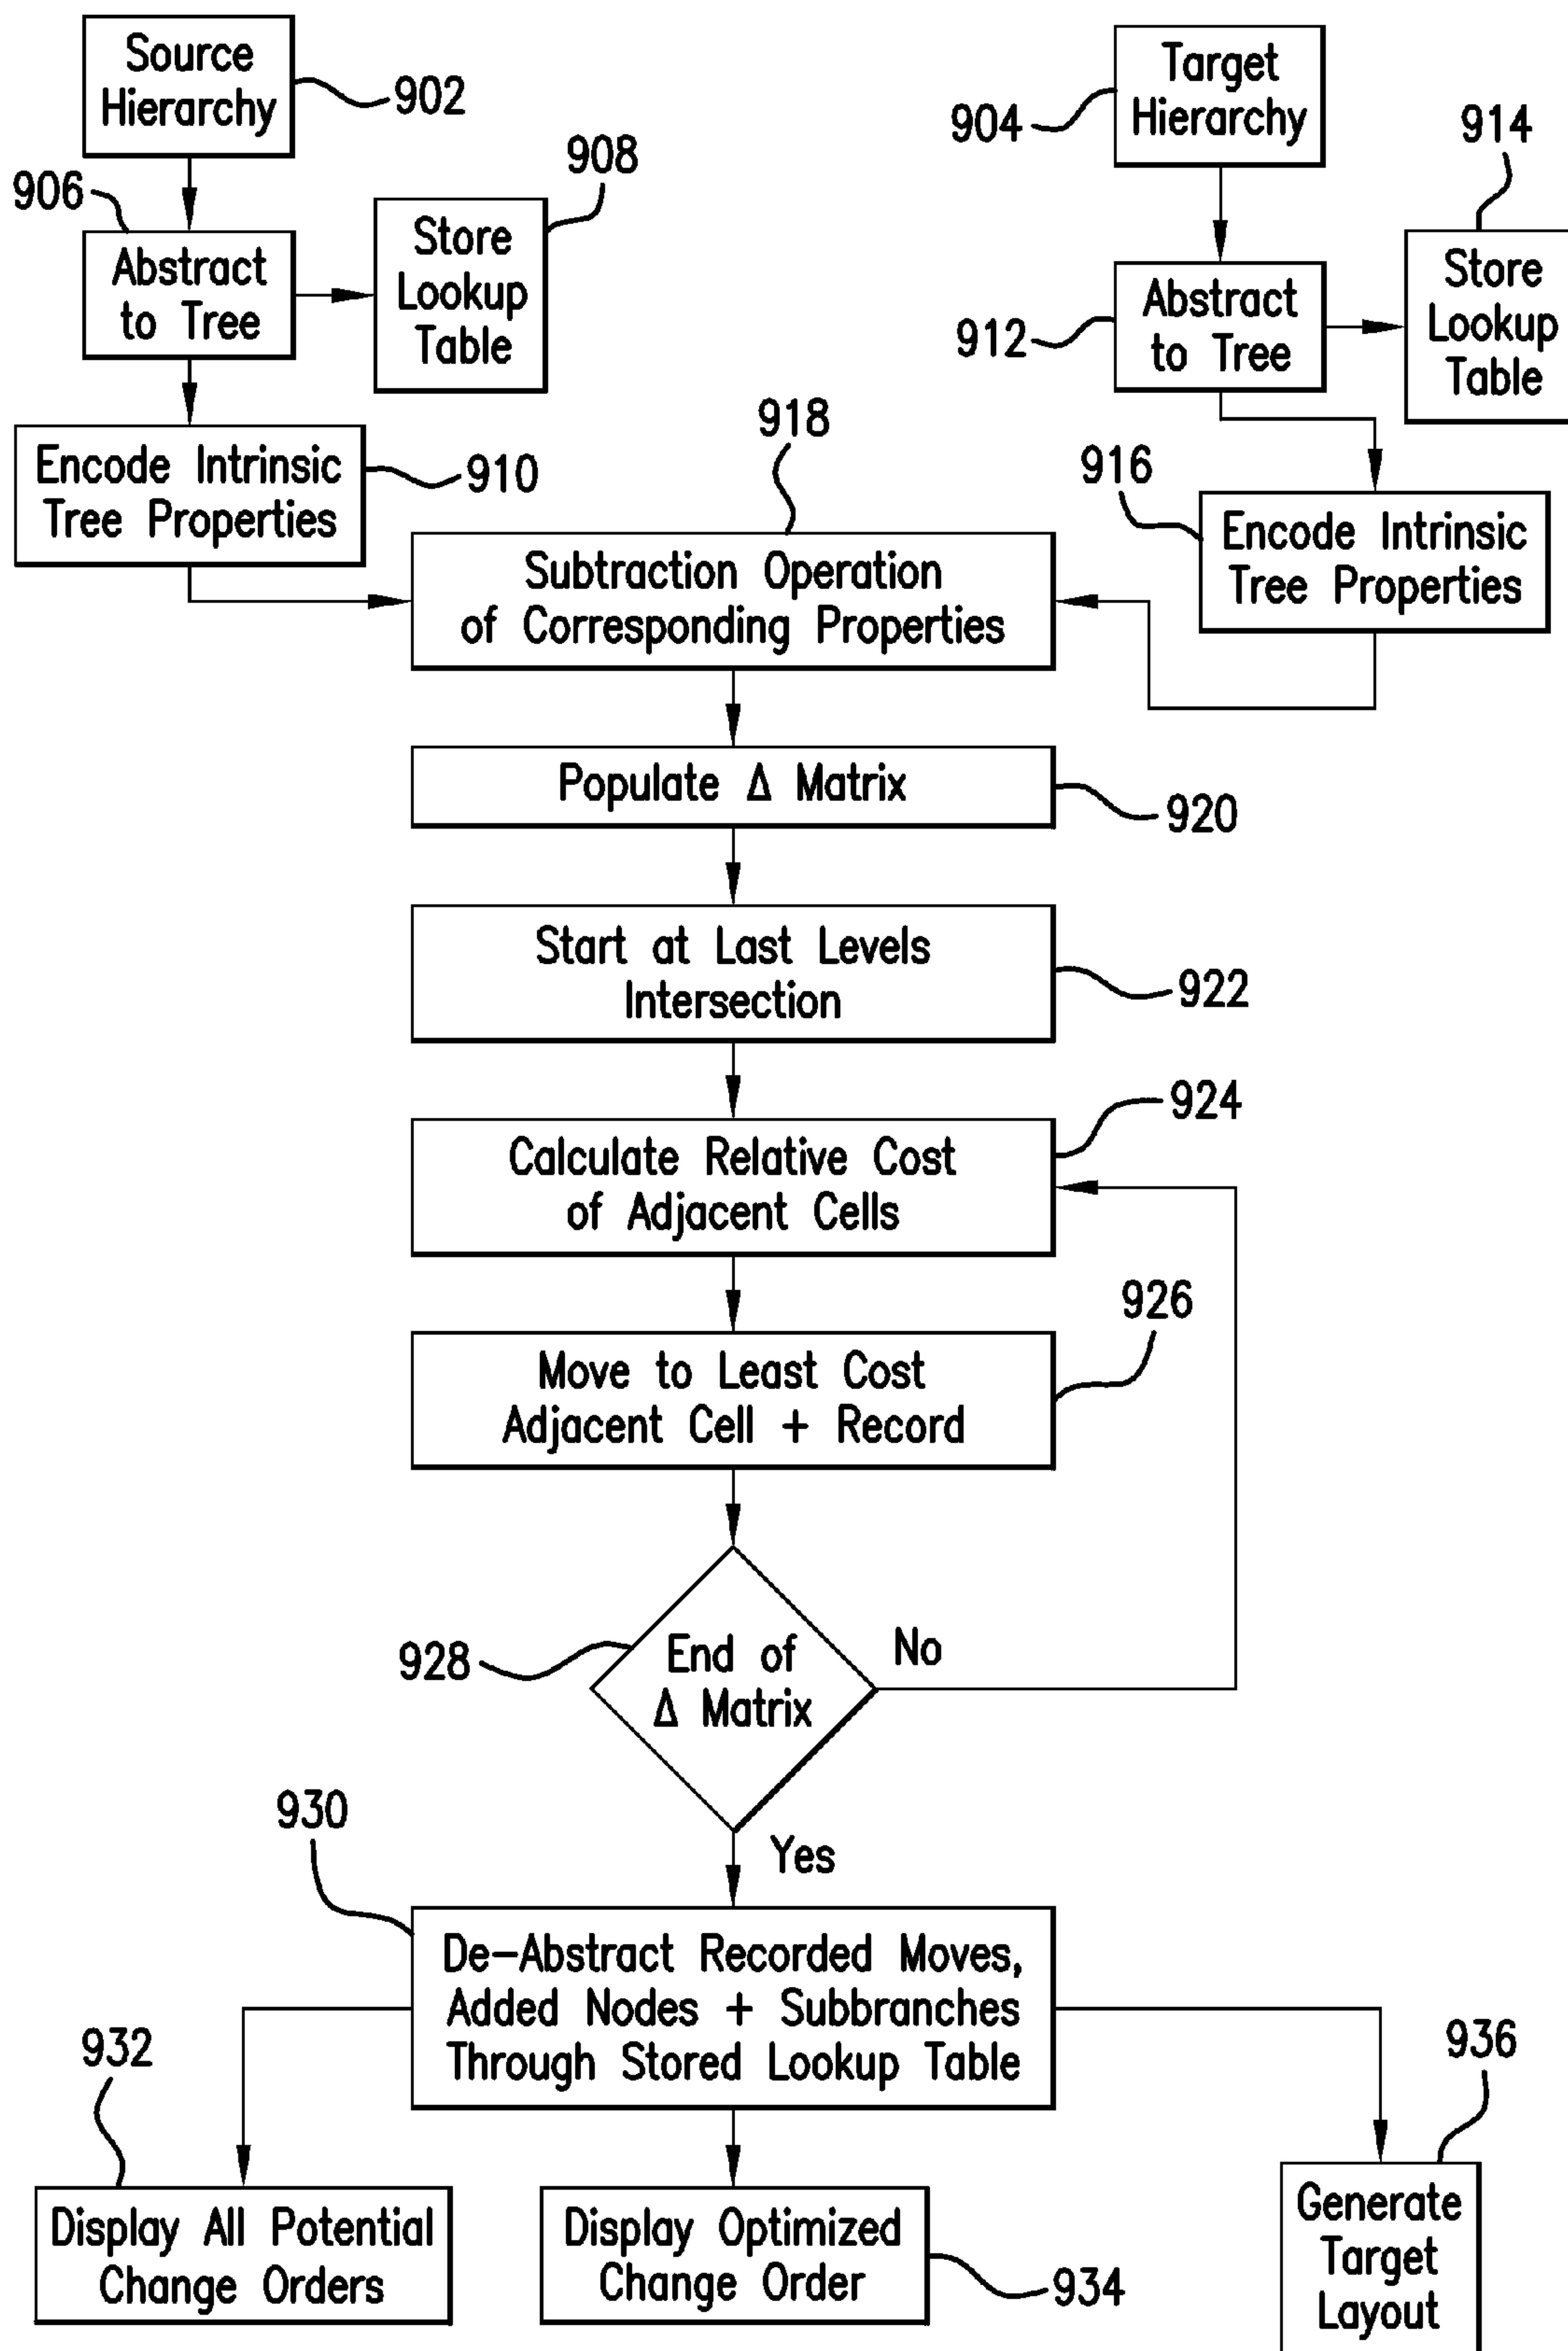 Source
Hierarchy
902
Target
Hierarchy
904
906
Abstract
to Tree
908
Store
Lookup
Table
914
Store
Lookup
Table
912
Abstract
to Tree
Encode Intrinsic
Tree Properties
910
918
916
Encode Intrinsic
Tree Properties
Subtraction Operation
of Corresponding Properties
Populate Δ Matrix
920
Start at Last Levels
Intersection
922
924
Calculate Relative Cost
of Adjacent Cells
926
Move to Least Cost
Adjacent Cell + Record
928
End of
Δ Matrix
No
Yes
930
De-Abstract Recorded Moves,
Added Nodes + Subbranches
Through Stored Lookup Table
932
Display All Potential
Change Orders
Display Optimized
Change Order
934
936
Generate
Target
Layout